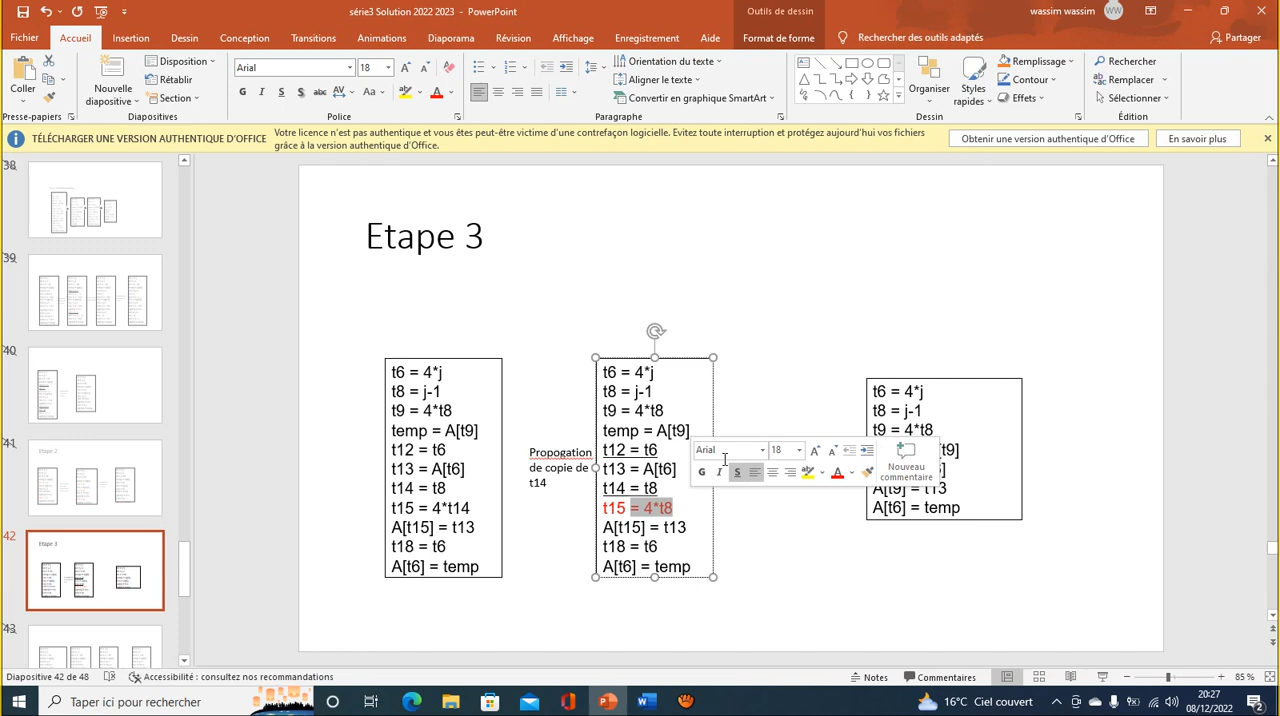 série3 Solution 2022 2023 - PowerPoint
Outils de dessin
wassim wassim
WW
Fichier
Accueil
Insertion
Dessin
Conception
Transitions
Animations
Diaporama
Révision
Affichage
Enregistrement
Aide
Format de forme
Rechercher des outils adaptés
Partager
Coller
Nouvelle
diapositive
Disposition
Rétablir
Section
Arial
18
G I S abc AV Aa A
Orientation du texte
Aligner le texte
Convertir en graphique SmartArt
Organiser
Styles
rapides
Remplissage
Contour
Effets
Rechercher
Remplacer
Sélectionner
Presse-papiers
Diapositives
Police
Paragraphe
Dessin
Édition
TÉLÉCHARGER UNE VERSION AUTHENTIQUE D'OFFICE
Votre licence n'est pas authentique et vous êtes peut-être victime d'une contrefaçon logicielle. Evitez toute interruption et protégez aujourd'hui vos fichiers
grâce à la version authentique d'Office.
Obtenir une version authentique d'Office
En savoir plus
38
39
40
41
Etape 2
42
Etape 3
43
Etape 3
t6 = 4*j
t8 = j-1
t9 = 4*t8
temp = A[t9]
t12 = t6
t13 = A[t6]
t14 = t8
t15 = 4*t14
A[t15] = t13
t18 = t6
A[t6] = temp
Propogation
de copie de
t14
t6 = 4*j
t8 = j-1
t9 = 4*t8
temp = A[t9]
t12 = t6
t13 = A[t6]
t14 = t8
t15 = 4*t8
A[t15] = t13
t18 = t6
A[t6] = temp
Arial
18
G I S
Nouveau
commentaire
t6 = 4*j
t8 = j-1
t9 = 4*t8
t9]
]
A[t9] = t13
A[t6] = temp
Diapositive 42 de 48
Accessibilité : consultez nos recommandations
Notes
Commentaires
85 %
Taper ici pour rechercher
16°C Ciel couvert
20:27
08/12/2022
2